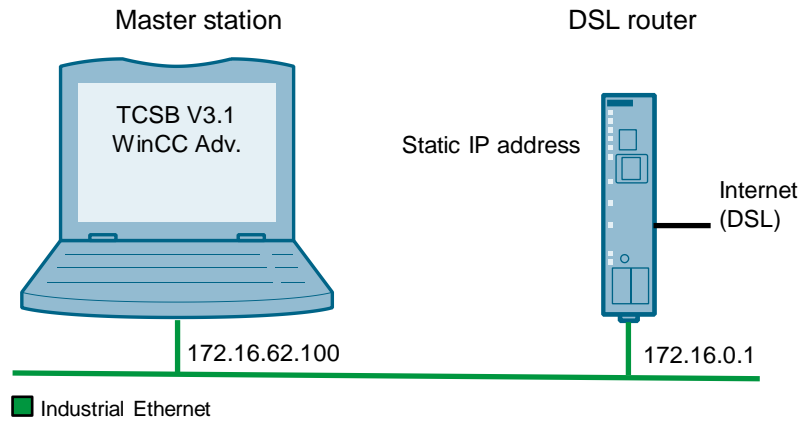 Master station
DSL router
TCSB V3.1
WinCC Adv.
Static IP address
Internet
(DSL)
172.16.62.100
172.16.0.1
Industrial Ethernet